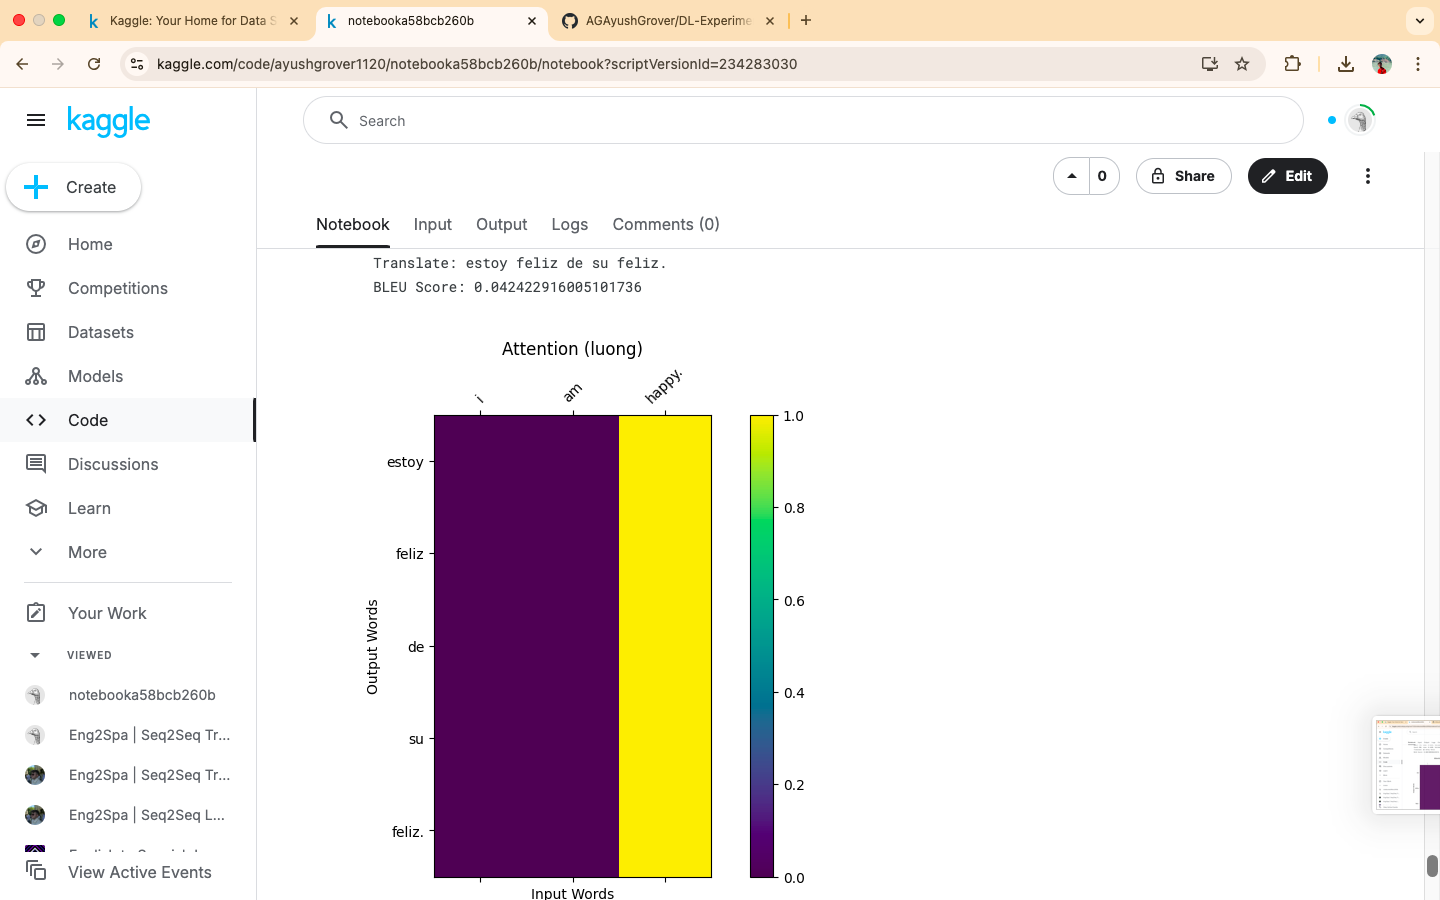 Kaggle: Your Home for Data S
notebooka58bcb260b
AGAyushGrover/DL-Experime
kaggle.com/code/ayushgrover1120/notebooka58bcb260b/notebook?scriptVersionId=234283030
kaggle
Search
Create
0
Share
Edit
Home
Competitions
Datasets
Models
Code
Discussions
Learn
More
Your Work
VIEWED
notebooka58bcb260b
Eng2Spa | Seq2Seq Tr...
Eng2Spa | Seq2Seq Tr...
Eng2Spa | Seq2Seq L...
View Active Events
Notebook
Input
Output
Logs
Comments (0)
Translate: estoy feliz de su feliz.
BLEU Score: 0.042422916005101736
Attention (luong)
i
am
happy.
Output Words
estoy
feliz
de
su
feliz.
Input Words
1.0
0.8
0.6
0.4
0.2
0.0